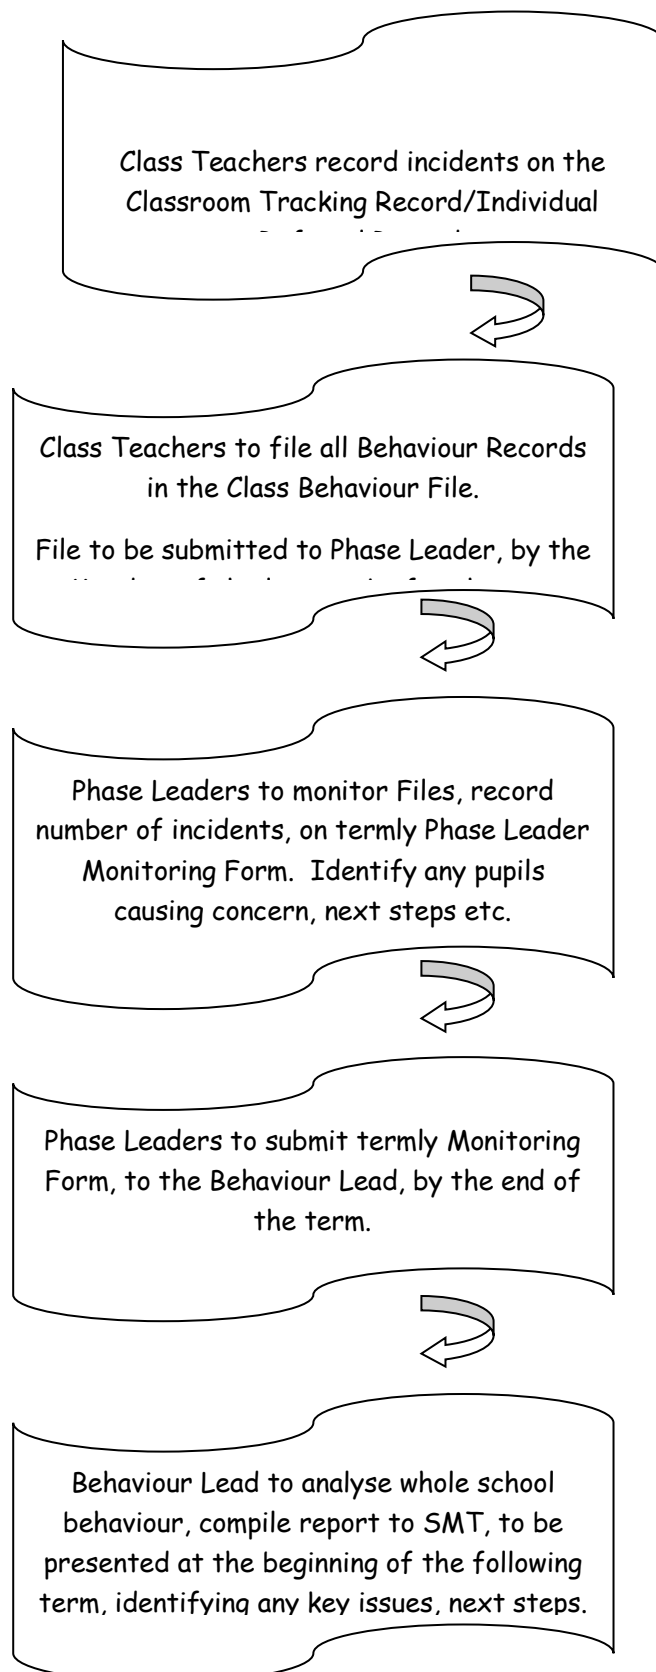 Class Teachers record incidents on the
Classroom Tracking Record/Individual
Class Teachers to file all Behaviour Records
in the Class Behaviour File.
File to be submitted to Phase Leader, by the
Phase Leaders to monitor Files, record
number of incidents, on termly Phase Leader
Monitoring Form.  Identify any pupils
causing concern, next steps etc.
Phase Leaders to submit termly Monitoring
Form, to the Behaviour Lead, by the end of
the term.
Behaviour Lead to analyse whole school
behaviour, compile report to SMT, to be
presented at the beginning of the following
term, identifying any key issues, next steps.